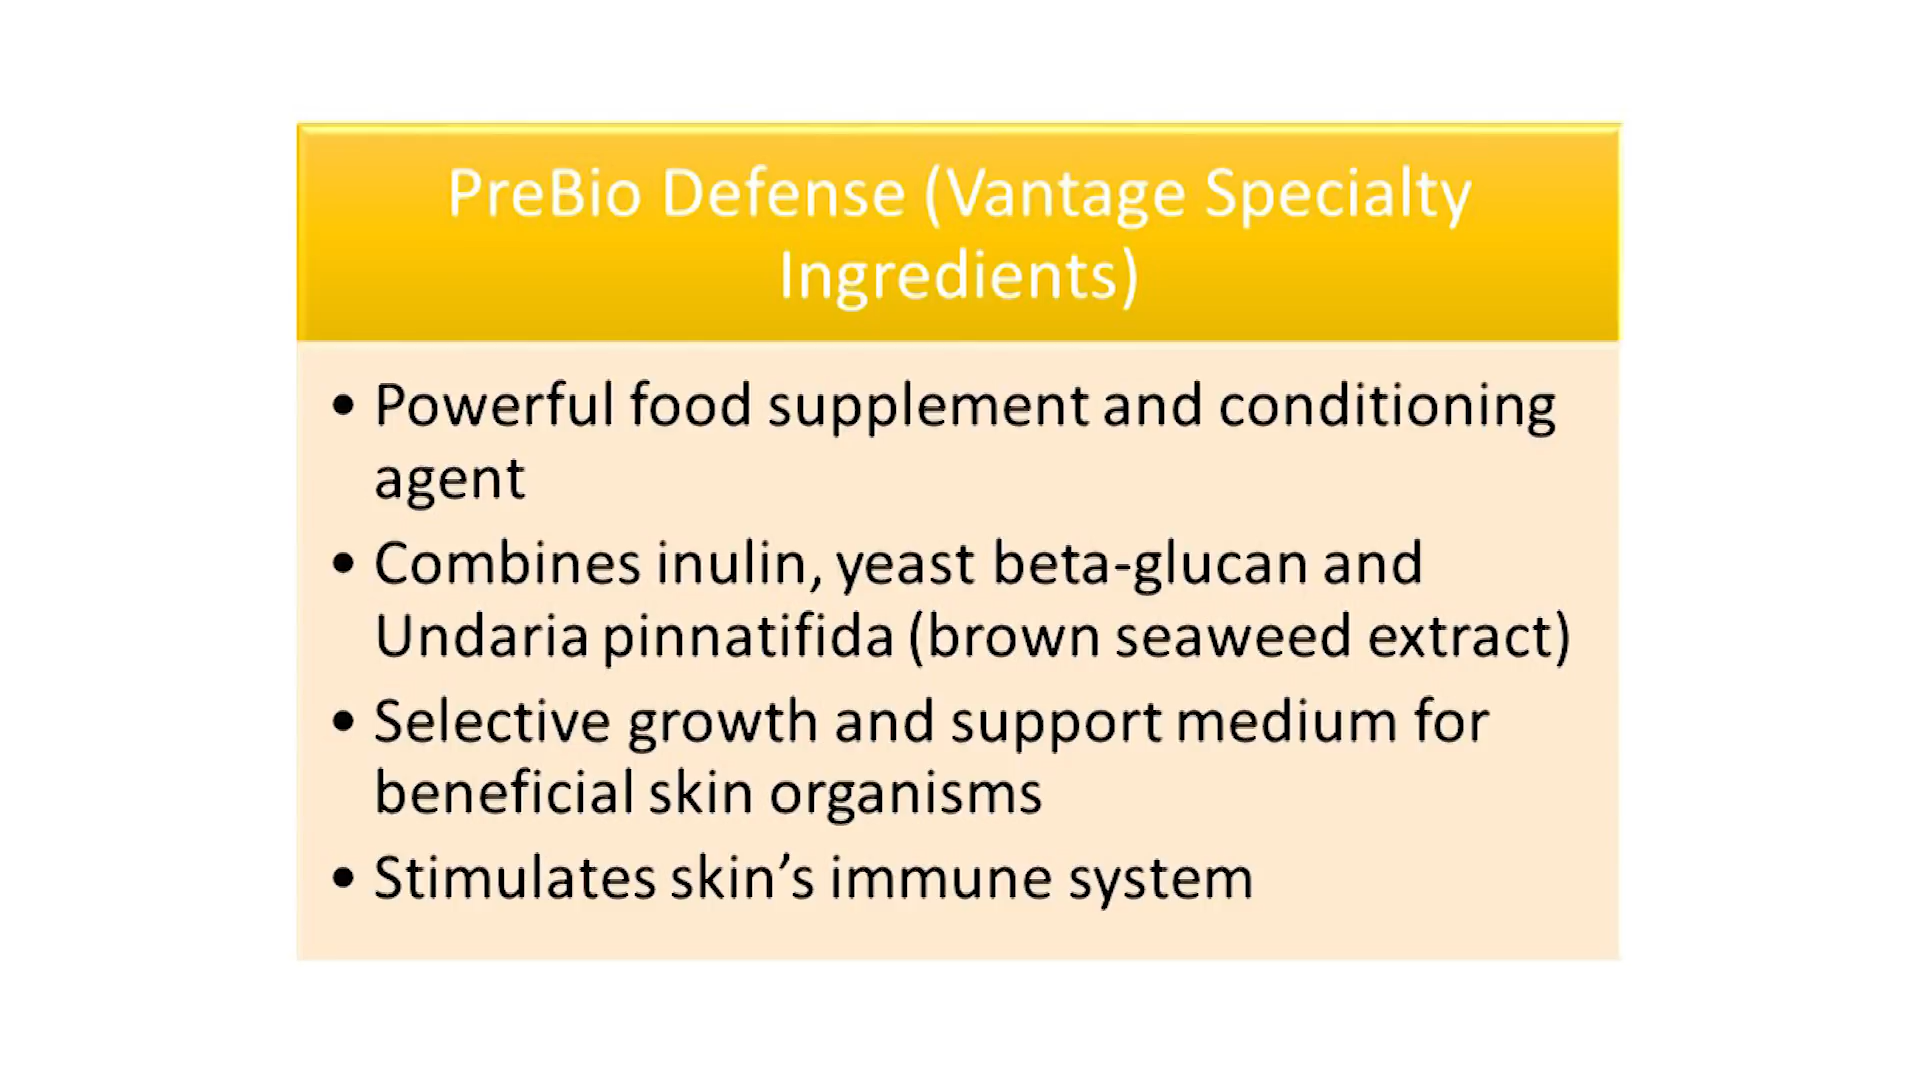 PreBio Defense (Vantage Specialty
Ingredients)
• Powerful food supplement and conditioning
agent
• Combines inulin, yeast beta-glucan and
Undaria pinnatifida (brown seaweed extract)
• Selective growth and support medium for
beneficial skin organisms
• Stimulates skin’s immune system